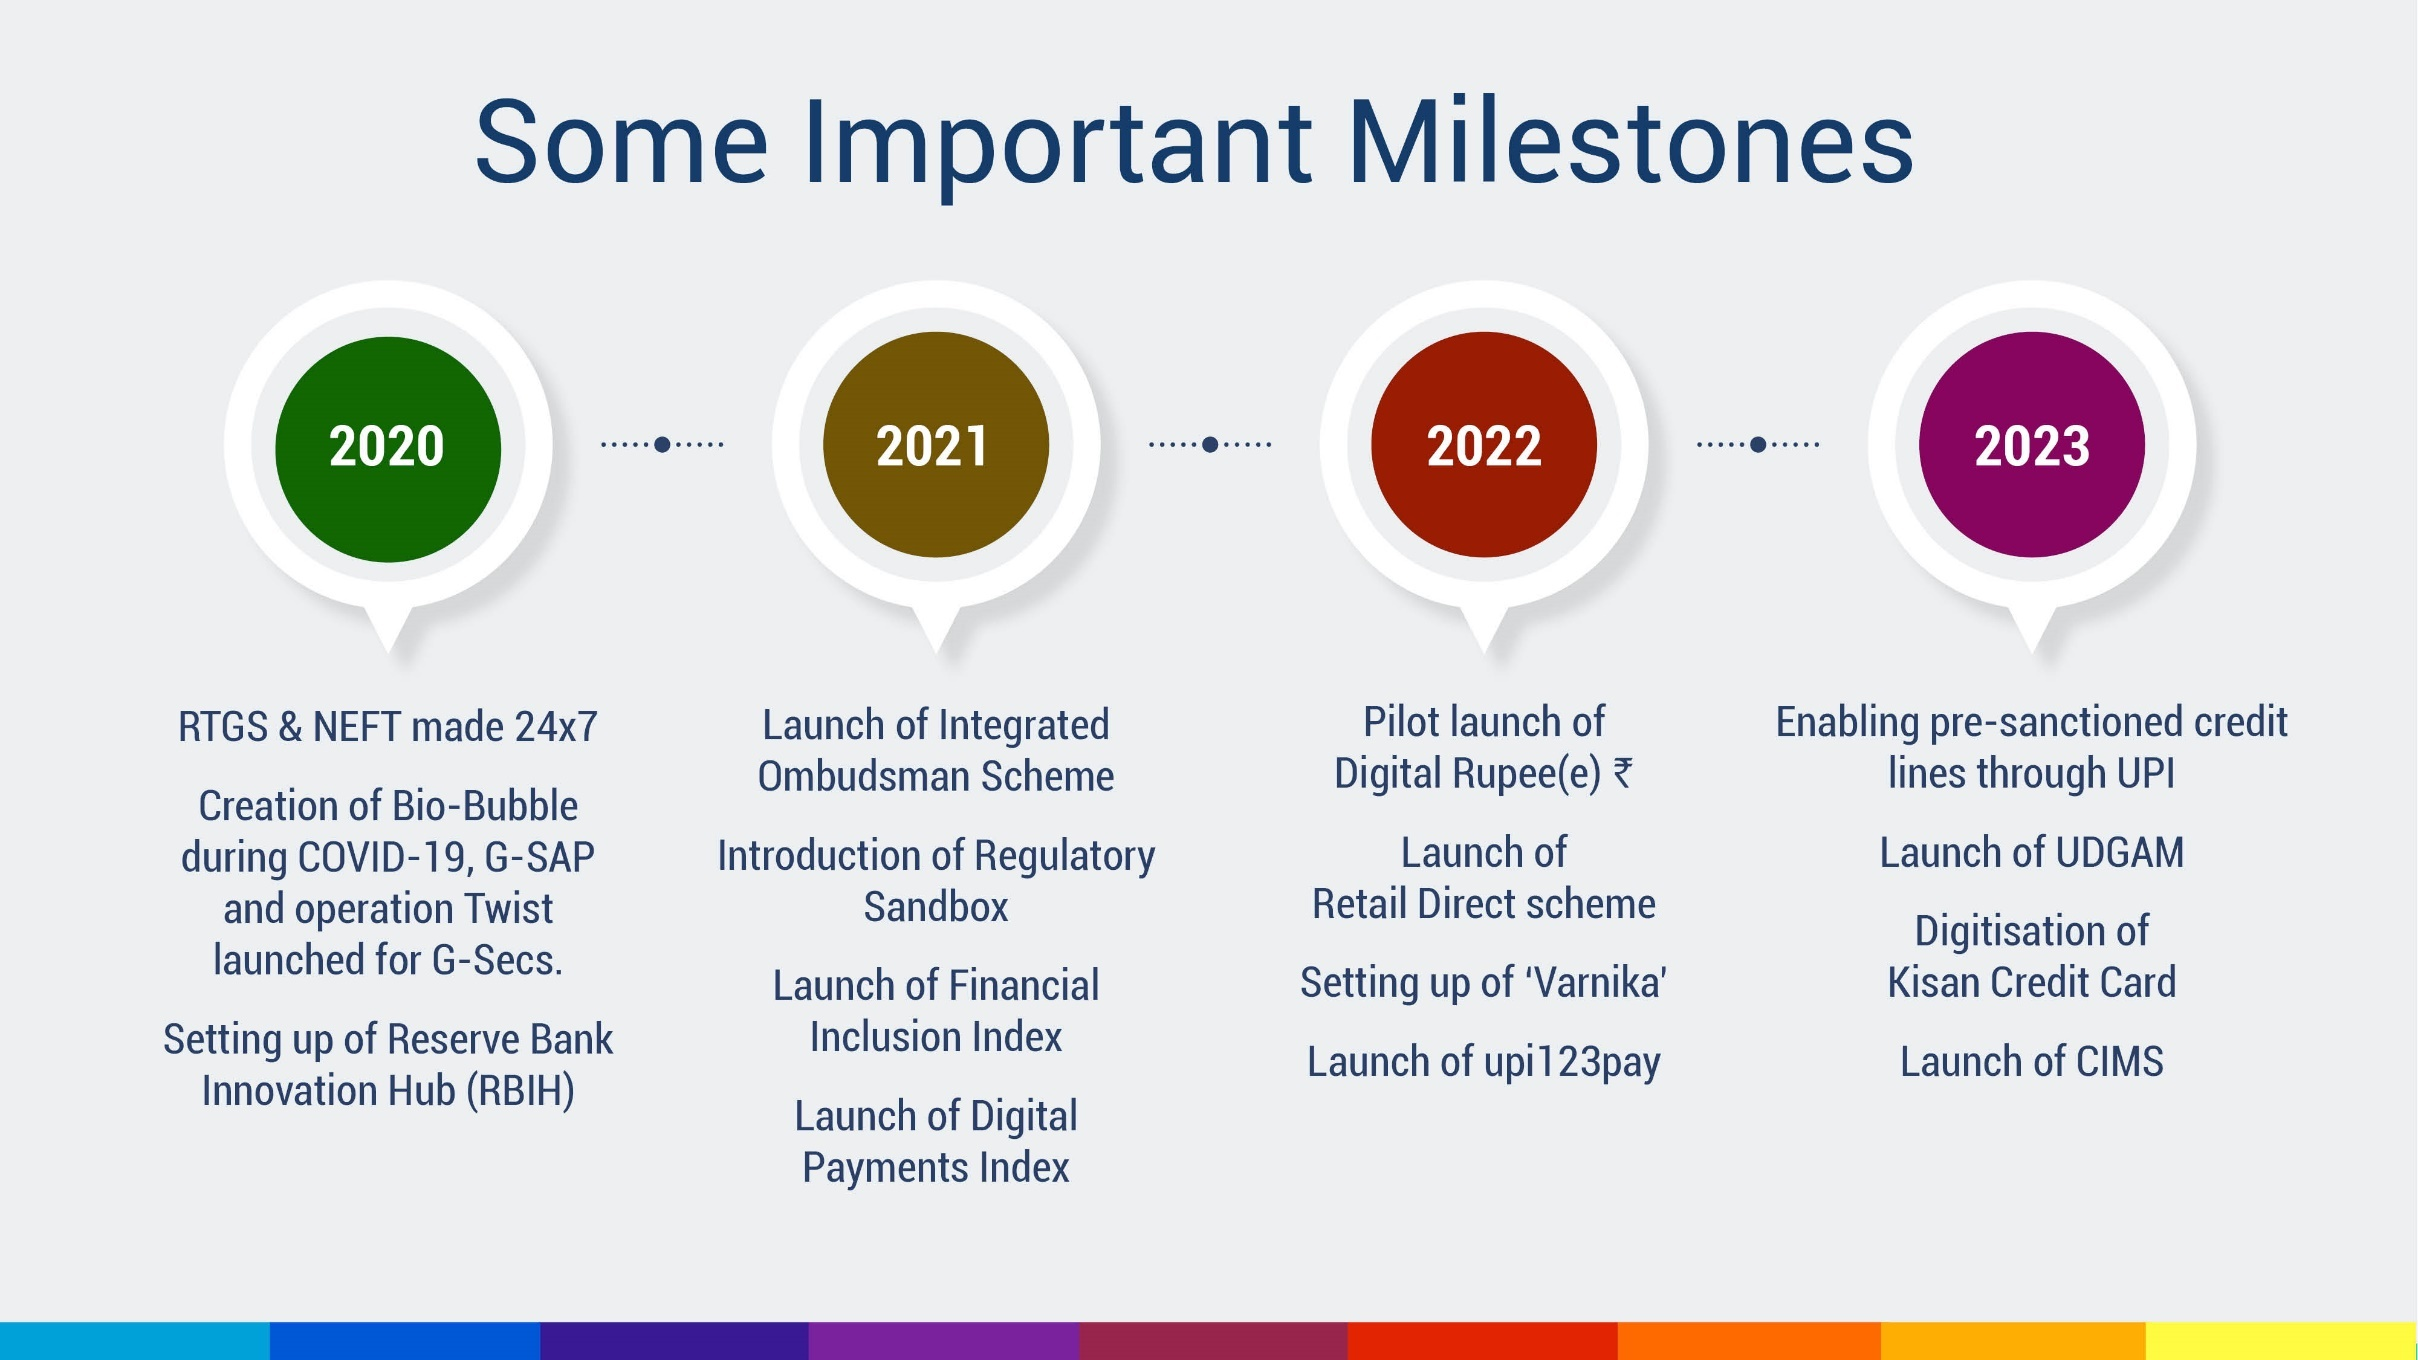 Some Important Milestones
2020
RTGS & NEFT made 24x7
Creation of Bio-Bubble
during COVID-19, G-SAP
and operation Twist
launched for G-Secs.
Setting up of Reserve Bank
Innovation Hub (RBIH)
2021
Launch of Integrated
Ombudsman Scheme
Introduction of Regulatory
Sandbox
Launch of Financial
Inclusion Index
Launch of Digital
Payments Index
2022
Pilot launch of
Digital Rupee(e) ₹
Launch of
Retail Direct scheme
Setting up of ‘Varnika’
Launch of upi123pay
2023
Enabling pre-sanctioned credit
lines through UPI
Launch of UDGAM
Digitisation of
Kisan Credit Card
Launch of CIMS